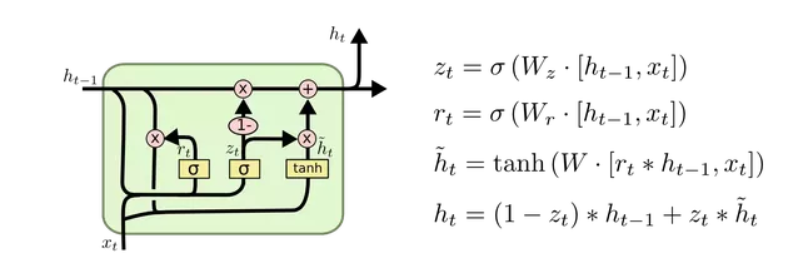 h_t
h_{t-1}
x + 
1-
x x
r_t z_t h̃_t
σ σ tanh
x_t
z_t = σ (W_z · [h_{t-1}, x_t])
r_t = σ (W_r · [h_{t-1}, x_t])
h̃_t = tanh (W · [r_t * h_{t-1}, x_t])
h_t = (1 − z_t) * h_{t-1} + z_t * h̃_t